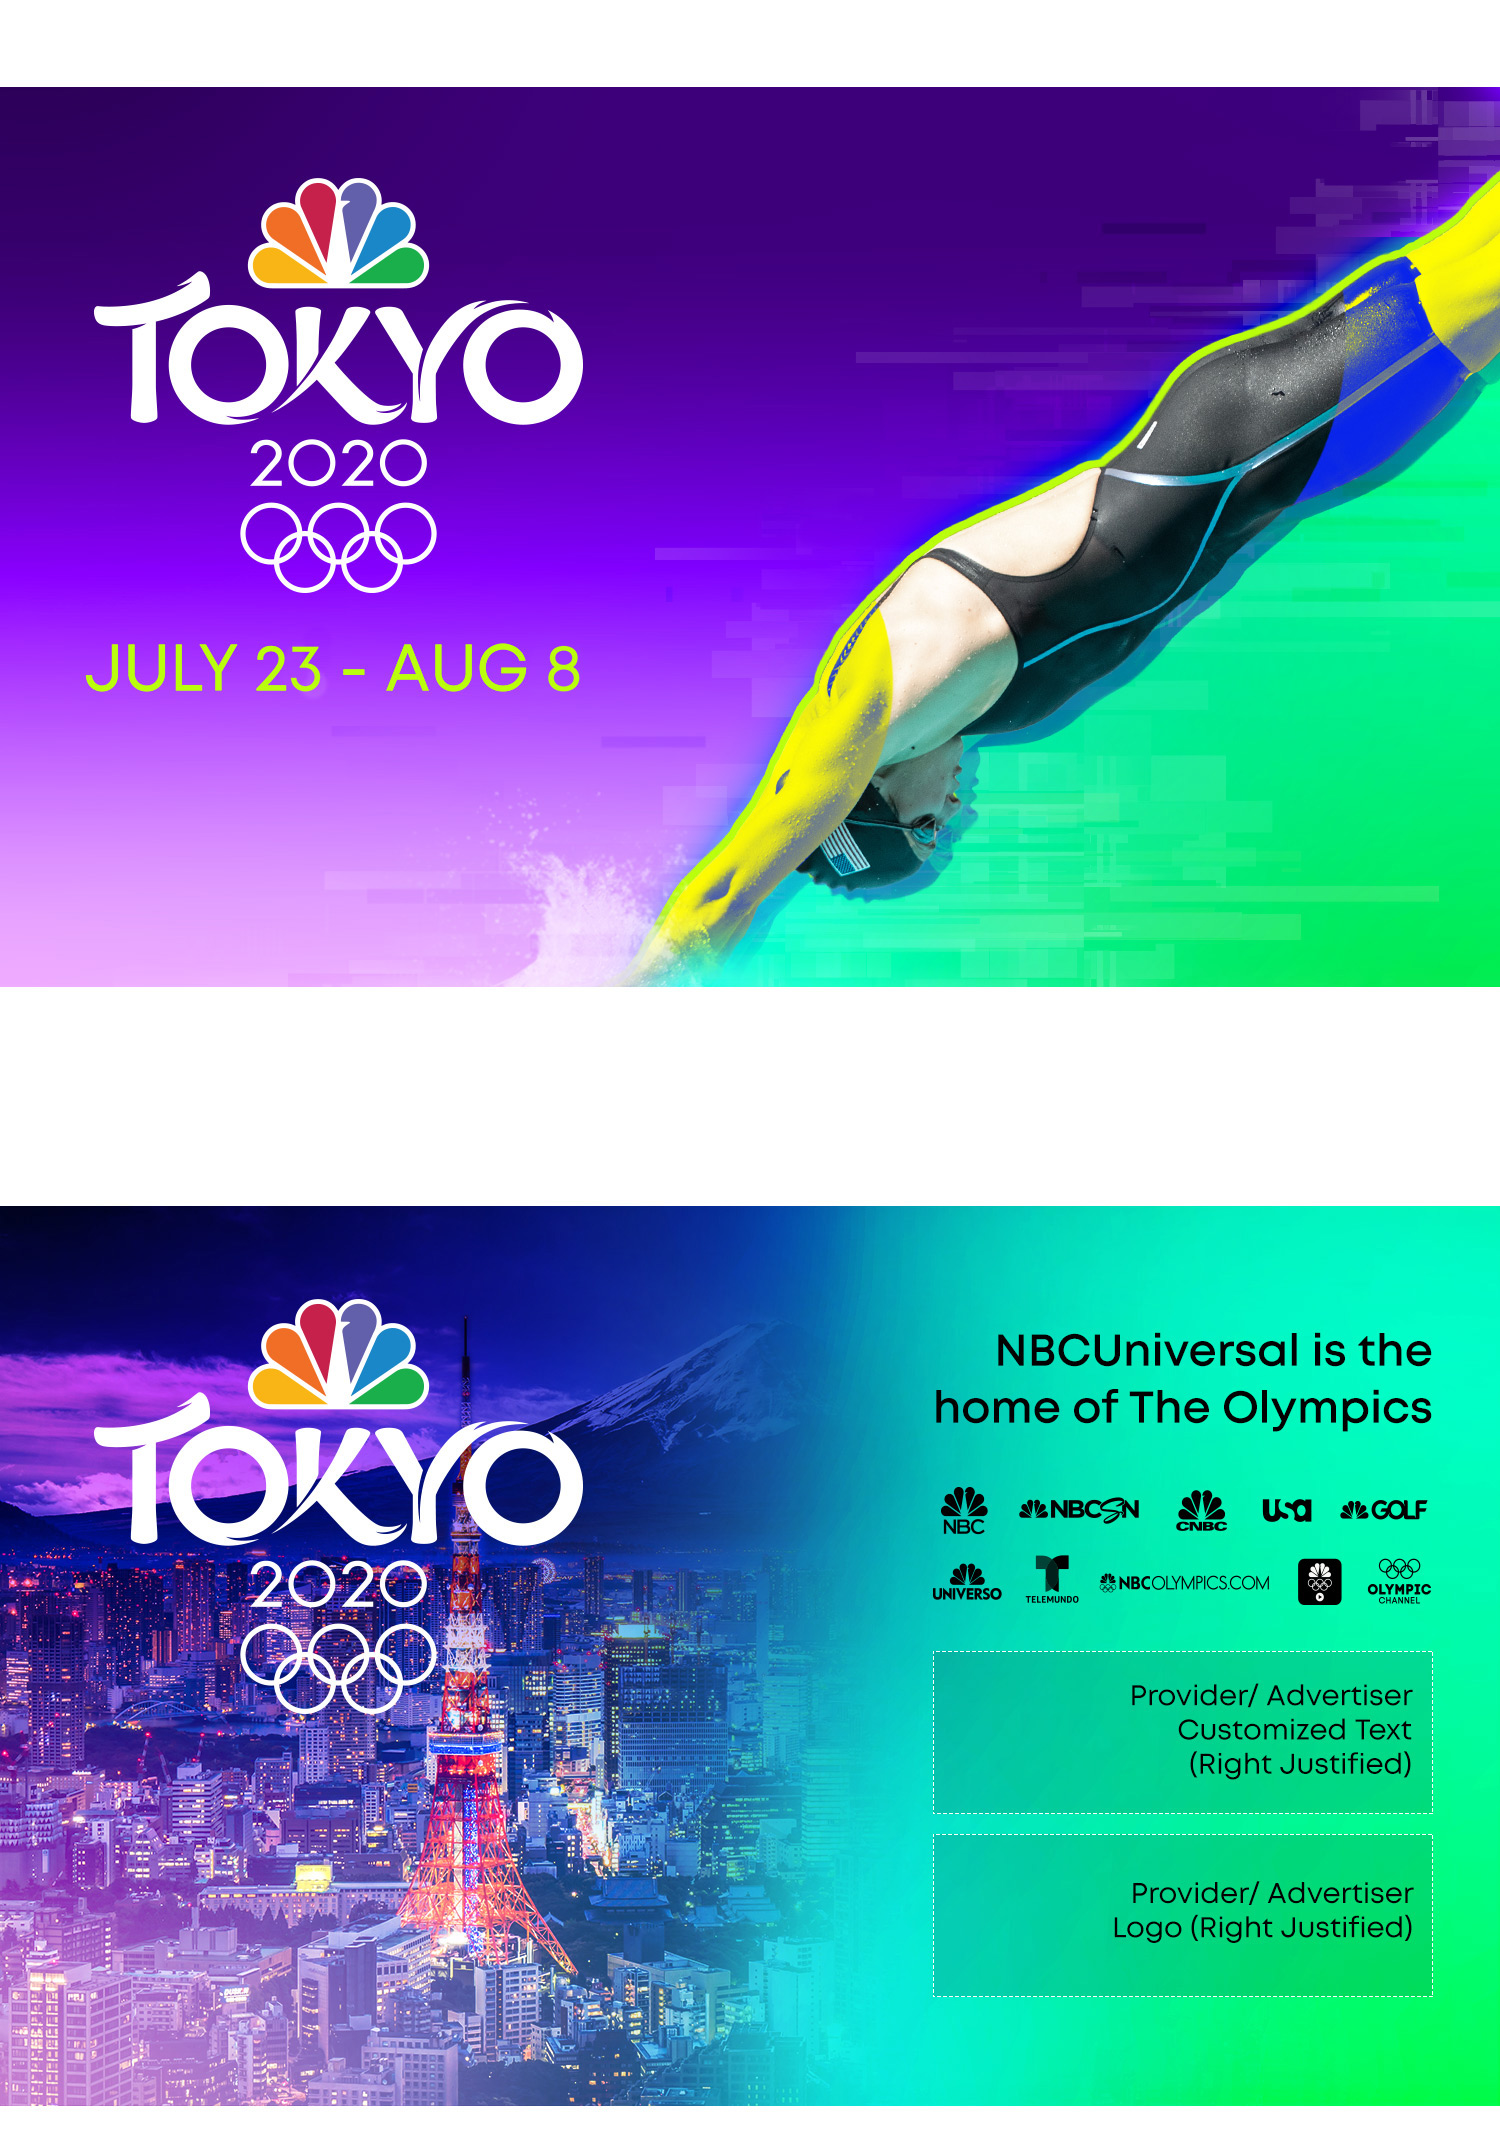 TOKYO
2020
JULY 23 - AUG 8
TOKYO
2020
NBCUniversal is the
home of The Olympics
NBC NBCSN CNBC USA GOLF
UNIVERSO TELEMUNDO NBCOLYMPICS.COM OLYMPIC CHANNEL
Provider/ Advertiser
Customized Text
(Right Justified)
Provider/ Advertiser
Logo (Right Justified)